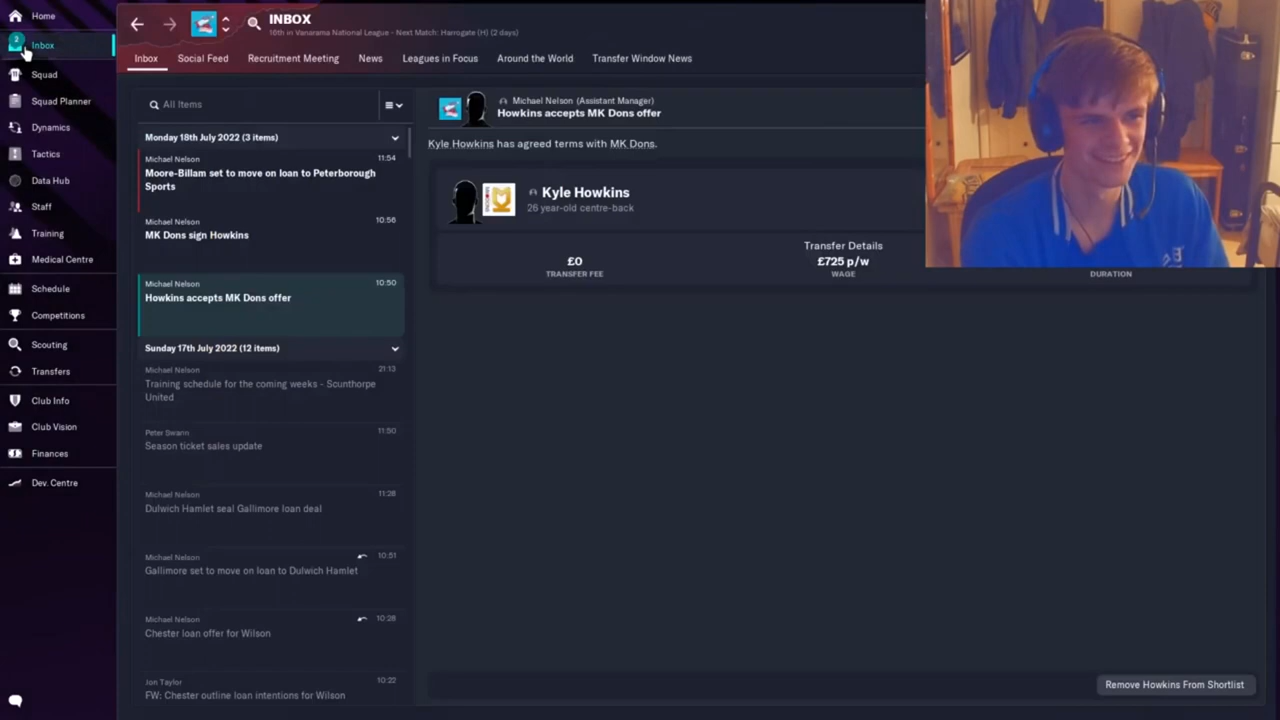 Home
2
Inbox
Squad
Squad Planner
Dynamics
Tactics
Data Hub
Staff
Training
Medical Centre
Schedule
Competitions
Scouting
Transfers
Club Info
Club Vision
Finances
Dev. Centre
INBOX
16th in Vanarama National League - Next Match: Harrogate (H) (2 days)
Inbox Social Feed Recruitment Meeting News Leagues in Focus Around the World Transfer Window News
All Items
Monday 18th July 2022 (3 items)
Michael Nelson 11:54
Moore-Billam set to move on loan to Peterborough
Sports
Michael Nelson 10:56
MK Dons sign Howkins
Michael Nelson 10:50
Howkins accepts MK Dons offer
Sunday 17th July 2022 (12 items)
Michael Nelson 21:13
Training schedule for the coming weeks - Scunthorpe
United
Peter Swann 11:50
Season ticket sales update
Michael Nelson 11:28
Dulwich Hamlet seal Gallimore loan deal
Michael Nelson 10:51
Gallimore set to move on loan to Dulwich Hamlet
Michael Nelson 10:28
Chester loan offer for Wilson
Jon Taylor 10:22
FW: Chester outline loan intentions for Wilson
Michael Nelson (Assistant Manager)
Howkins accepts MK Dons offer
Kyle Howkins has agreed terms with MK Dons.
Kyle Howkins
26 year-old centre-back
Transfer Details
£0 £725 p/w
TRANSFER FEE WAGE DURATION
Remove Howkins From Shortlist